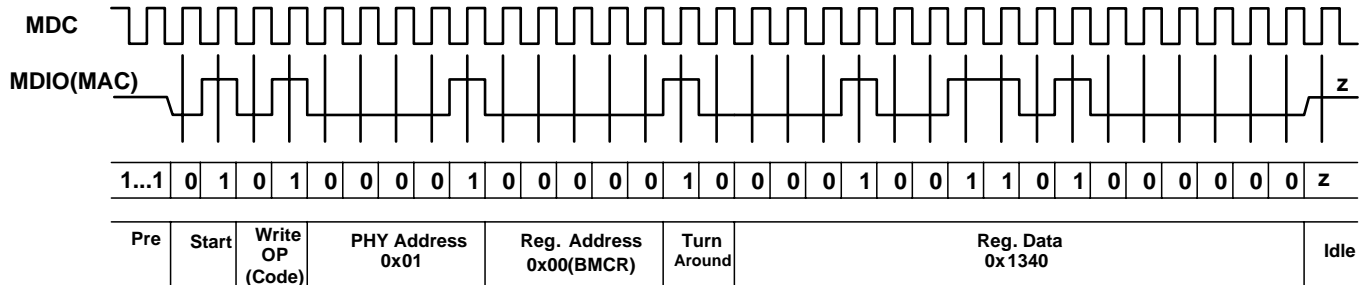 MDC
MDIO(MAC)
z
1...1 0 1 0 1 0 0 0 0 1 0 0 0 0 0 1 0 0 0 0 1 0 0 1 1 0 1 0 0 0 0 0 0 z
Pre Start Write OP (Code) PHY Address 0x01 Reg. Address 0x00(BMCR) Turn Around Reg. Data 0x1340 Idle